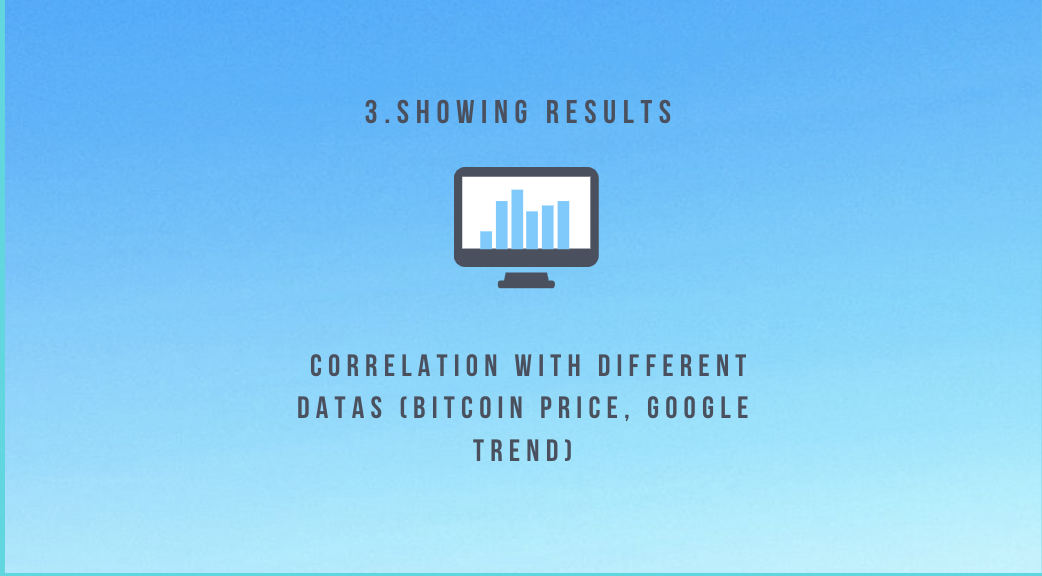 3.SHOWING RESULTS
CORRELATION WITH DIFFERENT
DATAS (BITCOIN PRICE, GOOGLE
TREND)